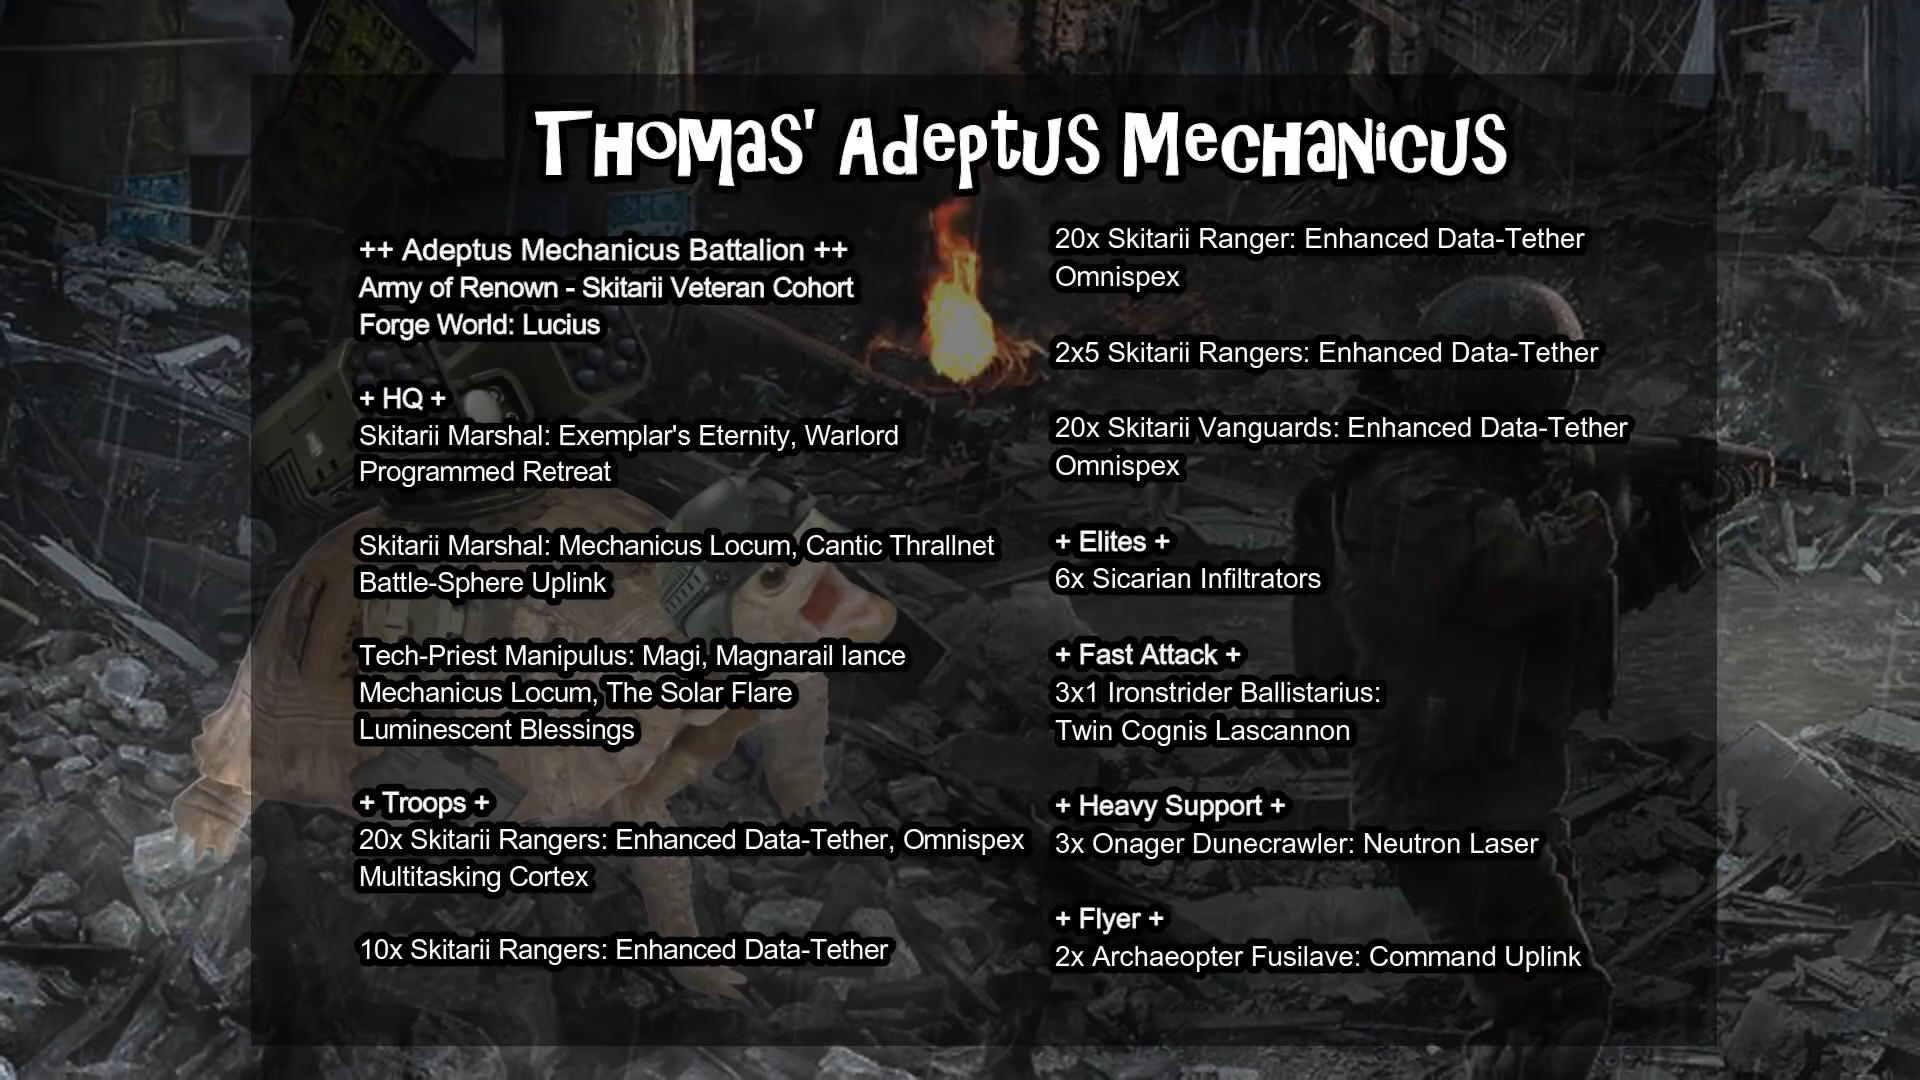 Thomas' Adeptus Mechanicus
++ Adeptus Mechanicus Battalion ++
Army of Renown - Skitarii Veteran Cohort
Forge World: Lucius
+ HQ +
Skitarii Marshal: Exemplar's Eternity, Warlord
Programmed Retreat
Skitarii Marshal: Mechanicus Locum, Cantic Thrallnet
Battle-Sphere Uplink
Tech-Priest Manipulus: Magi, Magnarail lance
Mechanicus Locum, The Solar Flare
Luminescent Blessings
+ Troops +
20x Skitarii Rangers: Enhanced Data-Tether, Omnispex
Multitasking Cortex
10x Skitarii Rangers: Enhanced Data-Tether
20x Skitarii Ranger: Enhanced Data-Tether
Omnispex
2x5 Skitarii Rangers: Enhanced Data-Tether
20x Skitarii Vanguards: Enhanced Data-Tether
Omnispex
+ Elites +
6x Sicarian Infiltrators
+ Fast Attack +
3x1 Ironstrider Ballistarius:
Twin Cognis Lascannon
+ Heavy Support +
3x Onager Dunecrawler: Neutron Laser
+ Flyer +
2x Archaeopter Fusilave: Command Uplink